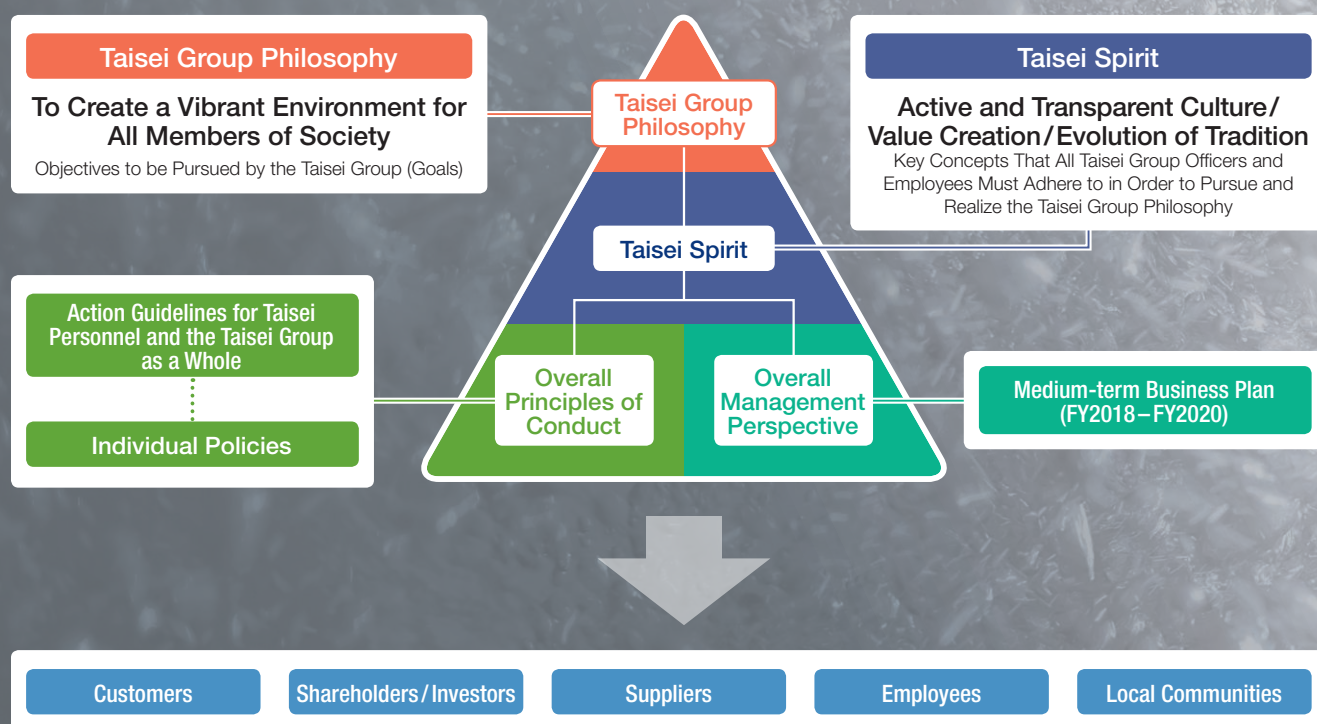 Taisei Group Philosophy
To Create a Vibrant Environment for
All Members of Society
Objectives to be Pursued by the Taisei Group (Goals)
Taisei Group
Philosophy
Taisei Spirit
Active and Transparent Culture/
Value Creation/Evolution of Tradition
Key Concepts That All Taisei Group Officers and
Employees Must Adhere to in Order to Pursue and
Realize the Taisei Group Philosophy
Taisei Spirit
Action Guidelines for Taisei
Personnel and the Taisei Group
as a Whole
Individual Policies
Overall
Principles of
Conduct
Overall
Management
Perspective
Medium-term Business Plan
(FY2018–FY2020)
Customers
Shareholders/Investors
Suppliers
Employees
Local Communities